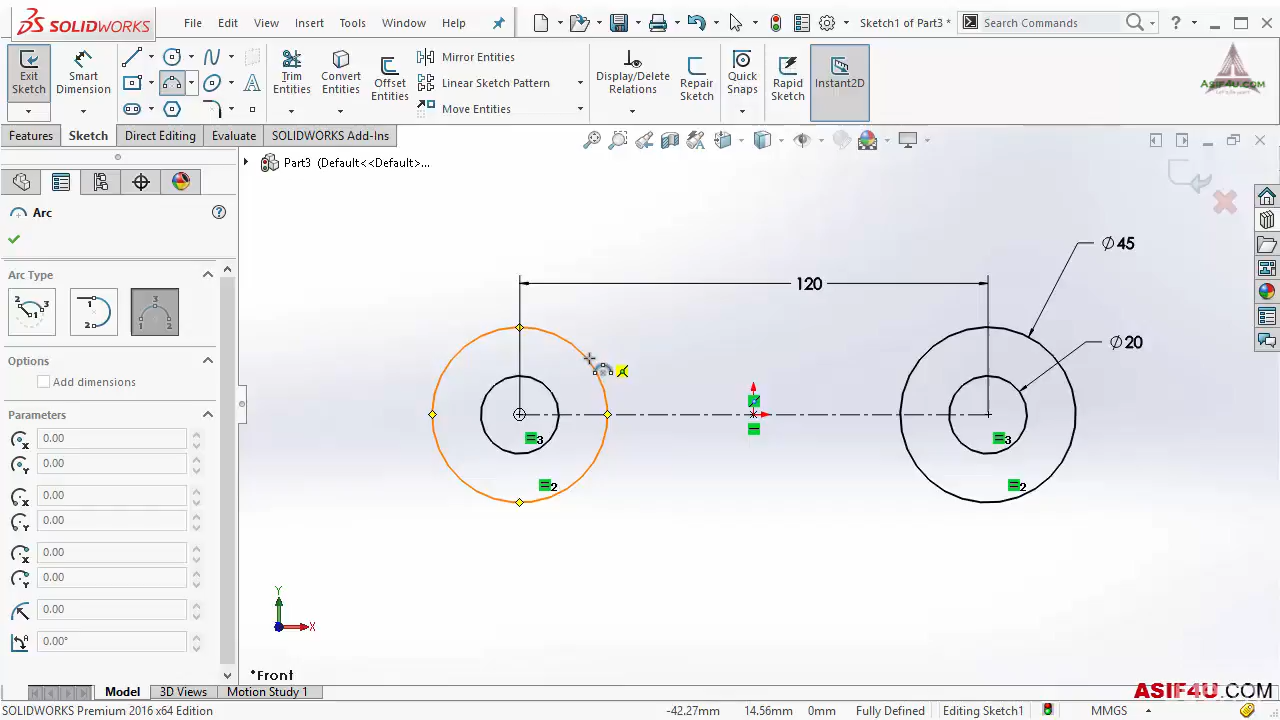 SOLIDWORKS
File Edit View Insert Tools Window Help
Sketch1 of Part3 *
Search Commands
Exit Sketch
Smart Dimension
Trim Entities
Convert Entities
Offset Entities
Mirror Entities
Linear Sketch Pattern
Move Entities
Display/Delete Relations
Repair Sketch
Quick Snaps
Rapid Sketch
Instant2D
ASIF4U.COM
Features Sketch Direct Editing Evaluate SOLIDWORKS Add-Ins
Part3 (Default<<Default>...
Arc
Arc Type
Options
Add dimensions
Parameters
0.00
0.00
0.00
0.00
0.00
0.00
0.00
0.00°
120
Ø45
Ø20
3
2
3
2
Y
X
*Front
Model 3D Views Motion Study 1
ASIF4U.COM
SOLIDWORKS Premium 2016 x64 Edition
-42.27mm 14.56mm 0mm Fully Defined Editing Sketch1 MMGS